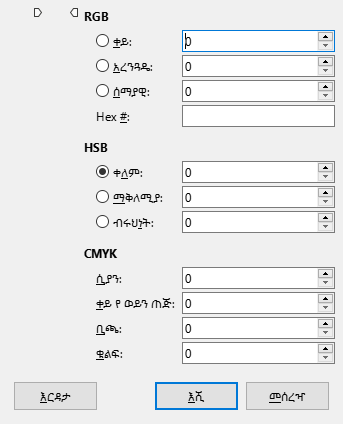 RGB
ቀይ: 0
አረንጓዴ: 0
ሰማያዊ: 0
Hex #:
HSB
ቀለም: 0
ማቅለሚያ: 0
ብሩህነት: 0
CMYK
ሲያን: 0
ቀይ የ ወይን ጠጅ: 0
ቢጫ: 0
ቁልፍ: 0
እርዳታ እሺ መሰረዣ